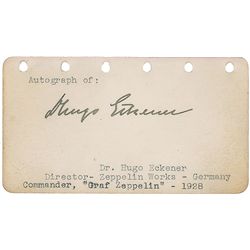 Autograph of:
Hugo Eckener
Dr. Hugo Eckener
Director- Zeppelin Works - Germany
Commander, "Graf Zeppelin" - 1928